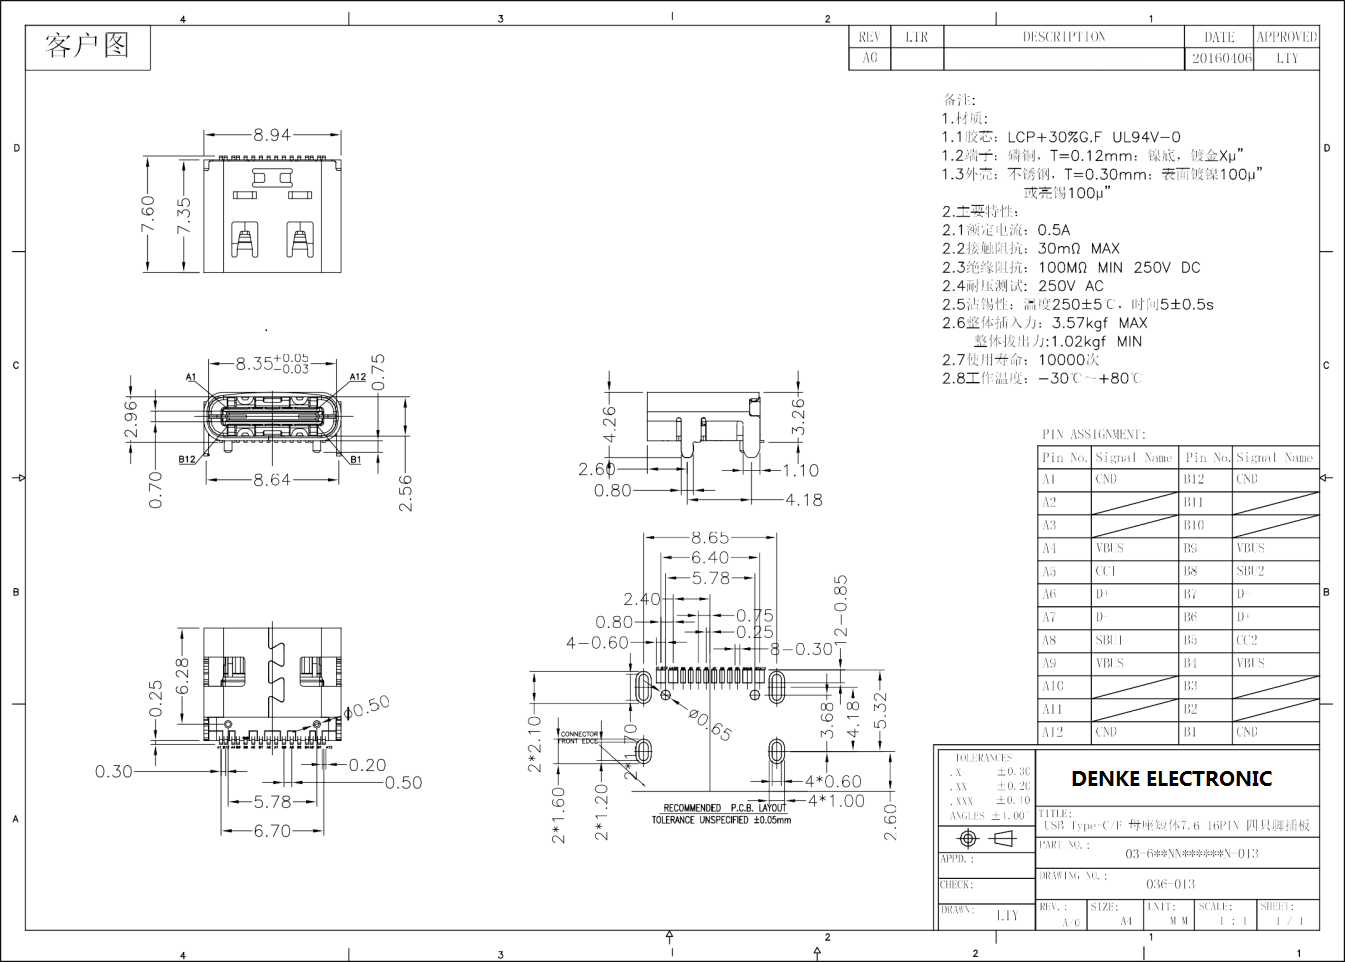 4 3 2 1
客户图
REV LTR DESCRIPTION DATE APPROVED
A0 20160406 LTY
备注:
1.材质:
1.1胶芯: LCP+30%G.F UL94V-0
1.2端子: 磷铜, T=0.12mm; 镍底, 镀金Xμ"
1.3外壳: 不锈钢, T=0.30mm; 表面镀镍100μ"
或亮锡100μ"
2.主要特性:
2.1额定电流: 0.5A
2.2接触阻抗: 30mΩ MAX
2.3绝缘阻抗: 100MΩ MIN 250V DC
2.4耐压测试: 250V AC
2.5沾锡性: 温度250±5℃, 时间5±0.5s
2.6整体插入力: 3.57kgf MAX
整体拔出力:1.02kgf MIN
2.7使用寿命: 10000次
2.8工作温度: -30℃~+80℃
D
C
B
A
D
C
B
8.94
7.60
7.35
8.35+0.05
-0.03
0.75
A1
A12
2.96
B12
B1
0.70
8.64
2.56
4.26
3.26
2.60
1.10
0.80
4.18
6.28
0.25
ϕ0.50
0.30
0.20
0.50
5.78
6.70
8.65
6.40
5.78
2.40
0.75
0.80
0.25
4-0.60
8-0.30
12-0.85
ø0.65
2*2.10
2*1.70
3.68
4.18
5.32
CONNECTOR
FRONT EDGE
4*0.60
4*1.00
2*1.60
2*1.20
2.60
RECOMMENDED P.C.B. LAYOUT
TOLERANCE UNSPECIFIED ±0.05mm
PIN ASSIGNMENT:
Pin No. Signal Name Pin No. Signal Name
A1 GND B12 GND
A2 B11
A3 B10
A4 VBUS B9 VBUS
A5 CC1 B8 SBU2
A6 D+ B7 D-
A7 D- B6 D+
A8 SBU1 B5 CC2
A9 VBUS B4 VBUS
A10 B3
A11 B2
A12 GND B1 GND
TOLERANCES
.X ±0.30
.XX ±0.20
.XXX ±0.10
ANGLES ±1.00°
DENKE ELECTRONIC
TITLE:
USB Type-C/F 母座短体7.6 16PIN 四只脚插板
PART NO.:
03-6**NN******N-013
DRAWING NO.:
036-013
APPD.:
CHECK:
DRAWN: LTY
REV.: A/0
SIZE: A4
UNIT: MM
SCALE: 1 : 1
SHEET: 1 / 1
2 1
4 3 2 1